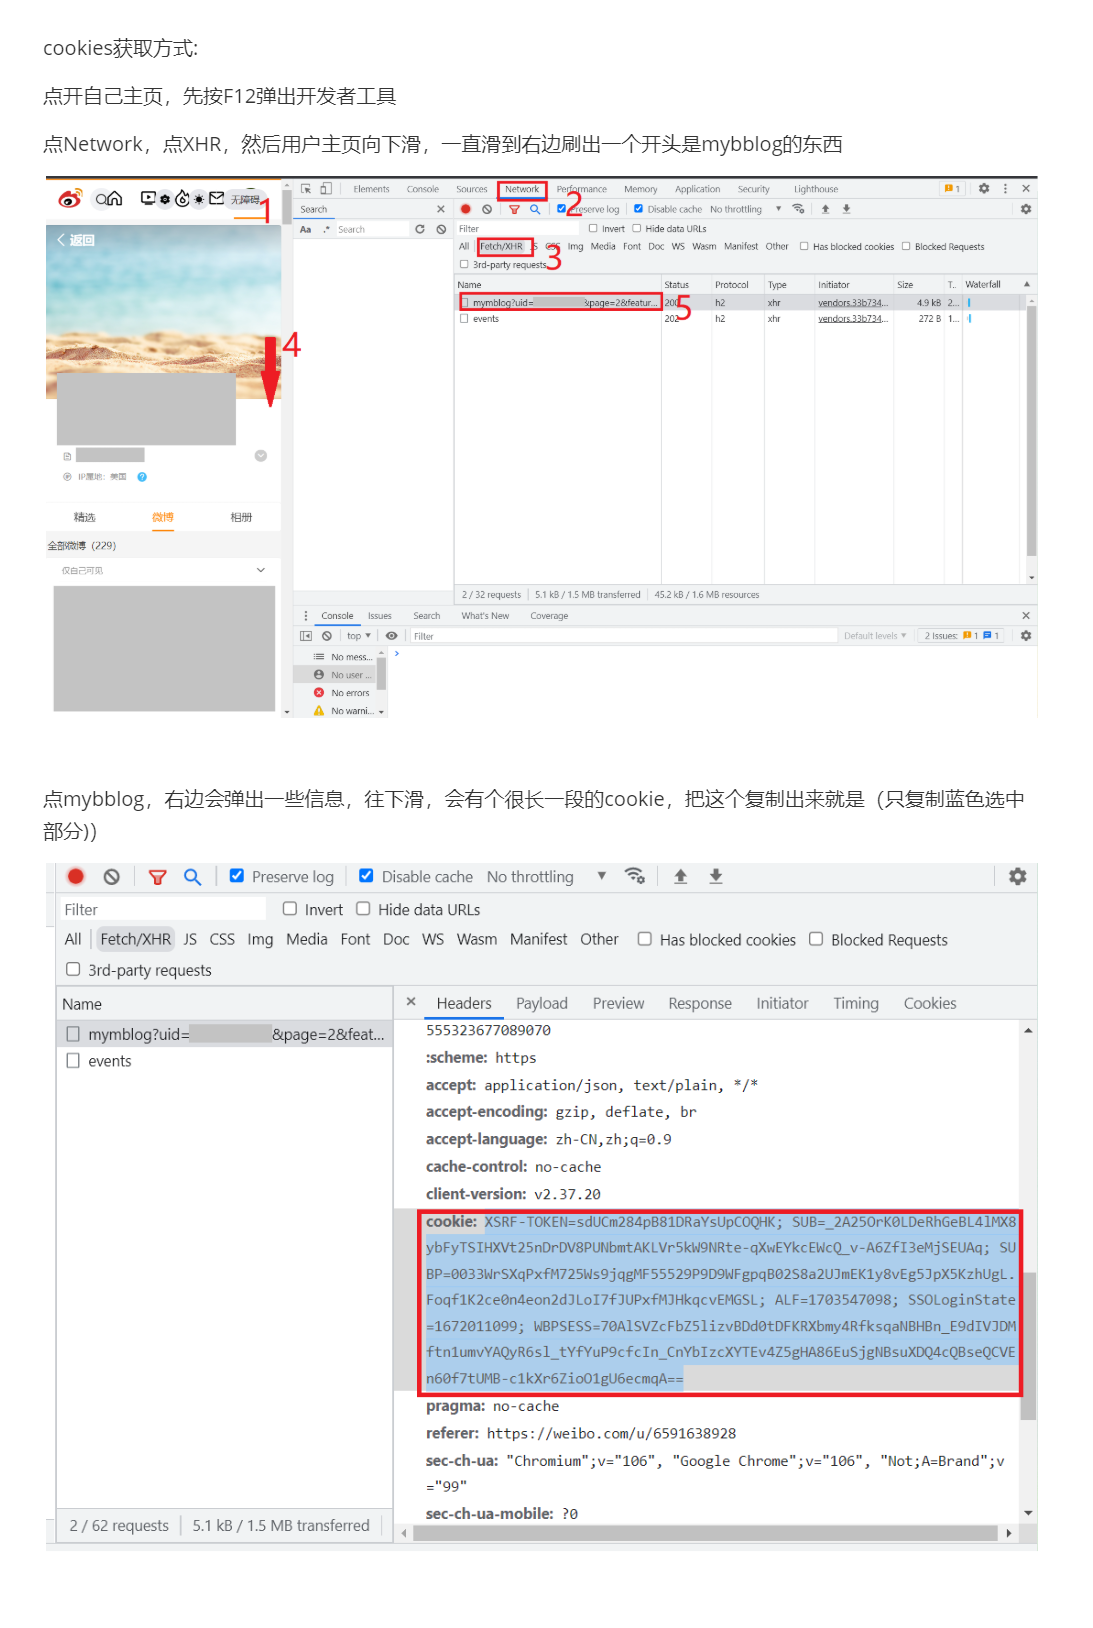 cookies获取方式:
点开自己主页，先按F12弹出开发者工具
点Network，点XHR，然后用户主页向下滑，一直滑到右边刷出一个开头是mybblog的东西
无障碍 1
返回
4
IP属地：美国
精选 微博 相册
全部微博（229）
仅自己可见
Elements Console Sources Network Performance Memory Application Security Lighthouse 1
Search 2 Preserve log Disable cache No throttling
Aa .* Search Filter Invert Hide data URLs
All Fetch/XHR JS CSS Img Media Font Doc WS Wasm Manifest Other Has blocked cookies Blocked Requests
3rd-party requests 3
Name Status Protocol Type Initiator Size T.. Waterfall
mymblog?uid= &page=2&featur... 200 5 h2 xhr vendors.33b734... 4.9 kB 2...
events 202 h2 xhr vendors.33b734... 272 B 1...
2 / 32 requests 5.1 kB / 1.5 MB transferred 45.2 kB / 1.6 MB resources
Console Issues Search What's New Coverage
top Filter Default levels 2 Issues: 1 1
No mess...
No user ...
No errors
No warni...
点mybblog，右边会弹出一些信息，往下滑，会有个很长一段的cookie，把这个复制出来就是（只复制蓝色选中
部分))
Preserve log Disable cache No throttling
Filter Invert Hide data URLs
All Fetch/XHR JS CSS Img Media Font Doc WS Wasm Manifest Other Has blocked cookies Blocked Requests
3rd-party requests
Name
mymblog?uid= &page=2&feat...
events
2 / 62 requests 5.1 kB / 1.5 MB transferred
Headers Payload Preview Response Initiator Timing Cookies
555323677089070
:scheme: https
accept: application/json, text/plain, */*
accept-encoding: gzip, deflate, br
accept-language: zh-CN,zh;q=0.9
cache-control: no-cache
client-version: v2.37.20
cookie: XSRF-TOKEN=sdUCm284pB81DRaYsUpCOQHK; SUB=_2A25OrK0LDeRhGeBL4lMX8
ybFyTSIHXVt25nDrDV8PUNbmtAKLVr5kW9NRte-qXwEYkcEWcQ_v-A6ZfI3eMjSEUAq; SU
BP=0033WrSXqPxfM725Ws9jqgMF55529P9D9WFgpqB02S8a2UJmEK1y8vEg5JpX5KzhUgL.
Foqf1K2ce0n4eon2dJLoI7fJUPxfMJHkqcvEMGSL; ALF=1703547098; SSOLoginState
=1672011099; WBPSESS=70AlSVZcFbZ5lizvBDd0tDFKRXbmy4RfksqaNBHBn_E9dIVJDM
ftn1umvYAQyR6sl_tYfYuP9cfcIn_CnYbIzcXYTEv4Z5gHA86EuSjgNBsuXDQ4cQBseQCVE
n60f7tUMB-c1kXr6ZioO1gU6ecmqA==
pragma: no-cache
referer: https://weibo.com/u/6591638928
sec-ch-ua: "Chromium";v="106", "Google Chrome";v="106", "Not;A=Brand";v
="99"
sec-ch-ua-mobile: ?0